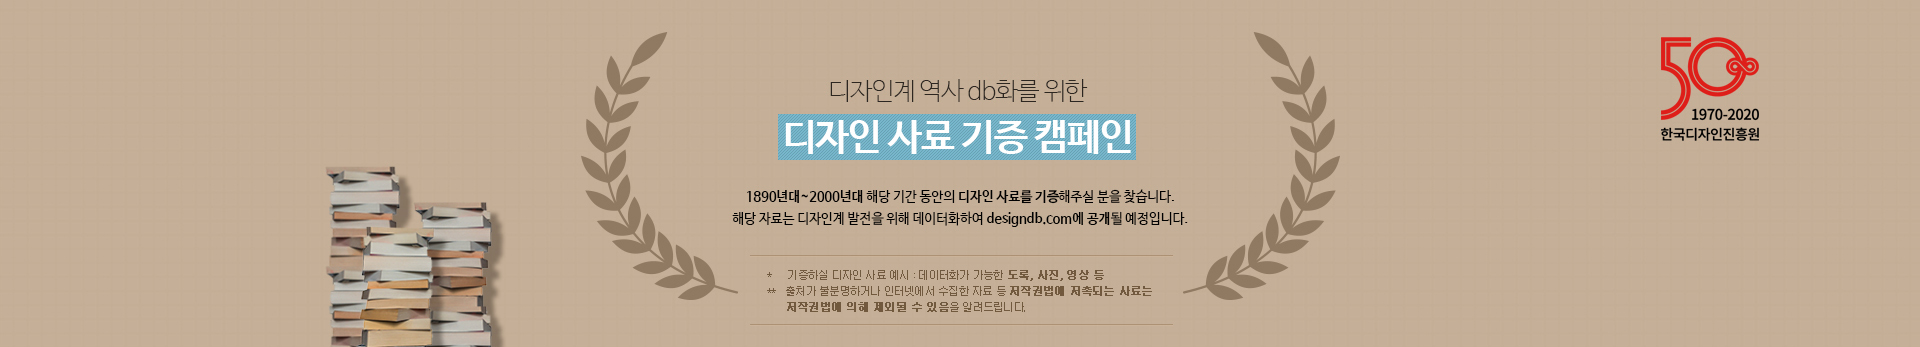 디자인계 역사 db화를 위한
디자인 사료 기증 캠페인
1890년대~2000년대 해당 기간 동안의 디자인 사료를 기증해주실 분을 찾습니다.
해당 자료는 디자인계 발전을 위해 데이터화하여 designdb.com에 공개될 예정입니다.
* 기증하실 디자인 사료 예시 : 데이터화가 가능한 도록, 사진, 영상 등
** 출처가 불분명하거나 인터넷에서 수집한 자료 등 저작권법에 저촉되는 사료는
저작권법에 의해 제외될 수 있음을 알려드립니다.
50
1970-2020
한국디자인진흥원